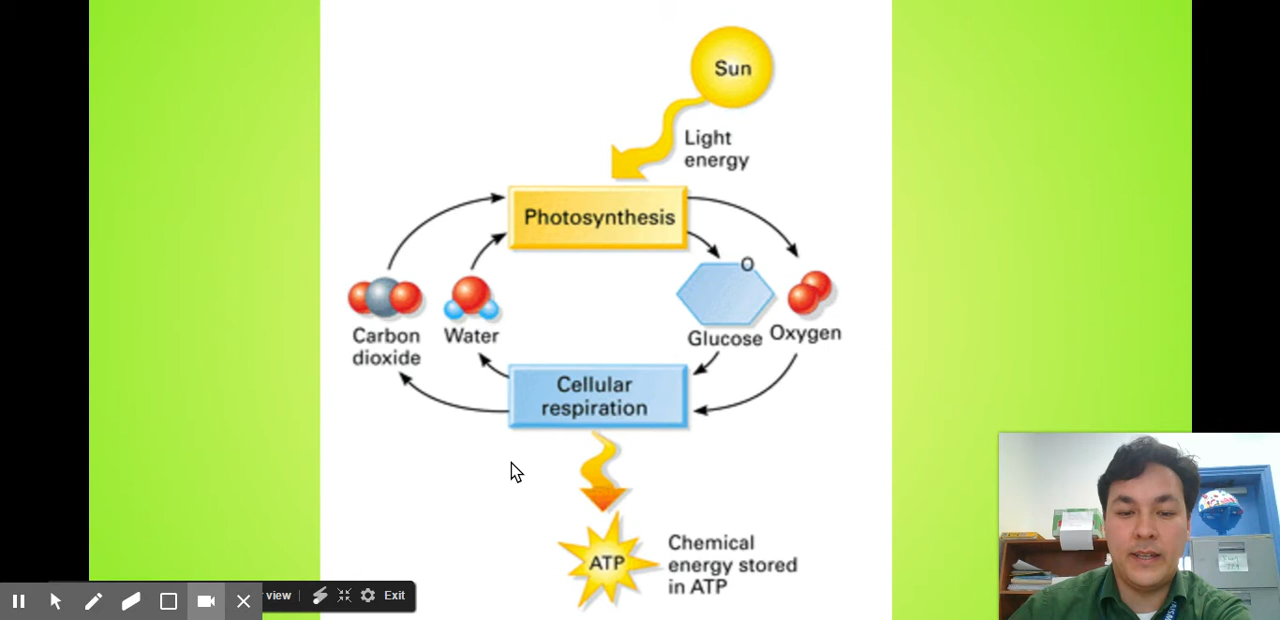 Sun
Light
energy
Photosynthesis
O
Carbon
dioxide
Water
Glucose
Oxygen
Cellular
respiration
ATP
Chemical
energy stored
in ATP
view
Exit